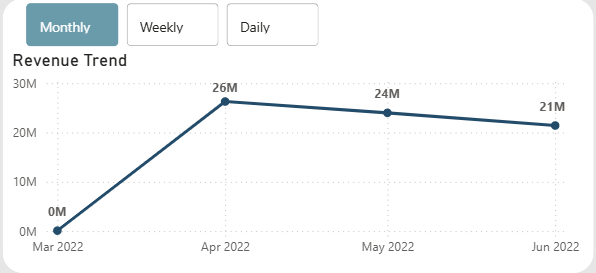 Monthly Weekly Daily
Revenue Trend
30M
26M
24M
21M
20M
10M
0M
0M
Mar 2022 Apr 2022 May 2022 Jun 2022